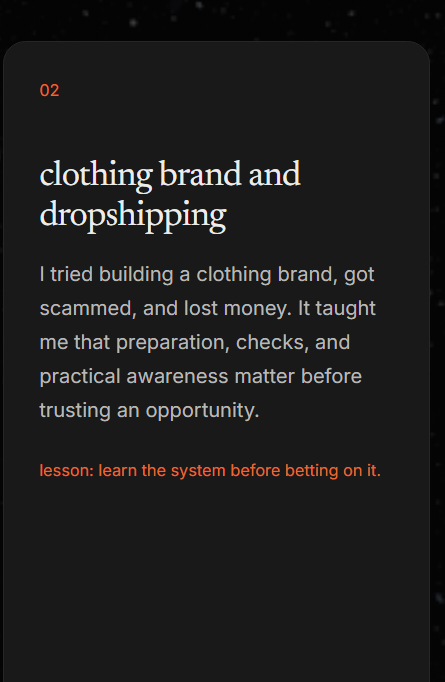 02
clothing brand and
dropshipping
I tried building a clothing brand, got
scammed, and lost money. It taught
me that preparation, checks, and
practical awareness matter before
trusting an opportunity.
lesson: learn the system before betting on it.